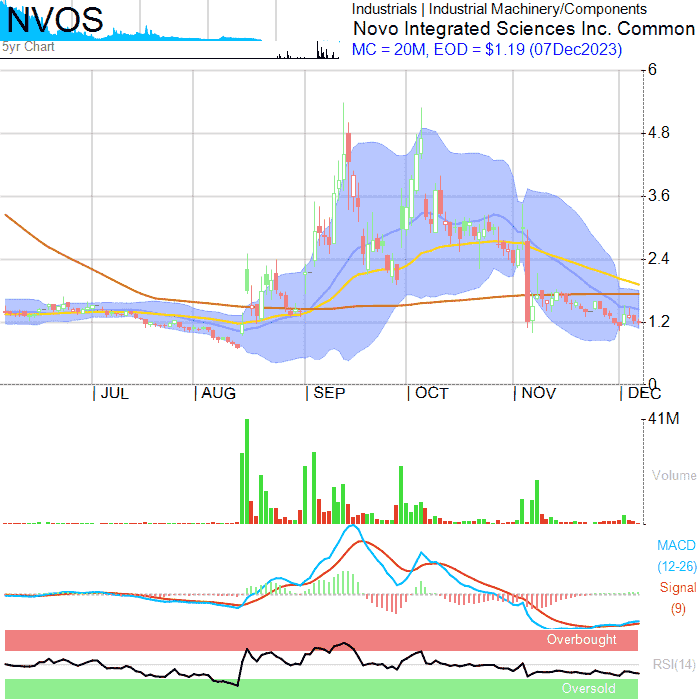 NVOS
Industrials | Industrial Machinery/Components
Novo Integrated Sciences Inc. Common
MC = 20M, EOD = $1.19 (07Dec2023)
5yr Chart
6
4.8
3.6
2.4
1.2
0
JUL AUG SEP OCT NOV DEC
41M
Volume
MACD
(12-26)
Signal
(9)
Overbought
RSI(14)
Oversold